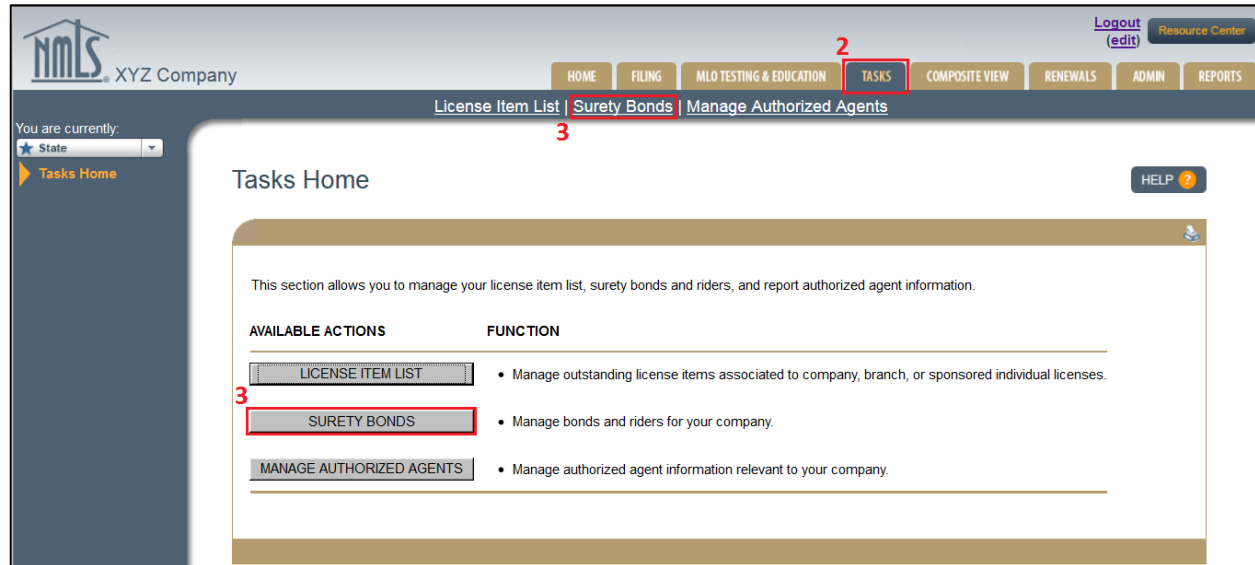 Logout
(edit)
Resource Center
NMLS® XYZ Company
2
HOME FILING MLO TESTING & EDUCATION TASKS COMPOSITE VIEW RENEWALS ADMIN REPORTS
License Item List | Surety Bonds | Manage Authorized Agents
3
You are currently:
State
Tasks Home
Tasks Home
HELP ?
This section allows you to manage your license item list, surety bonds and riders, and report authorized agent information.
AVAILABLE ACTIONS FUNCTION
LICENSE ITEM LIST • Manage outstanding license items associated to company, branch, or sponsored individual licenses.
3
SURETY BONDS • Manage bonds and riders for your company.
MANAGE AUTHORIZED AGENTS • Manage authorized agent information relevant to your company.